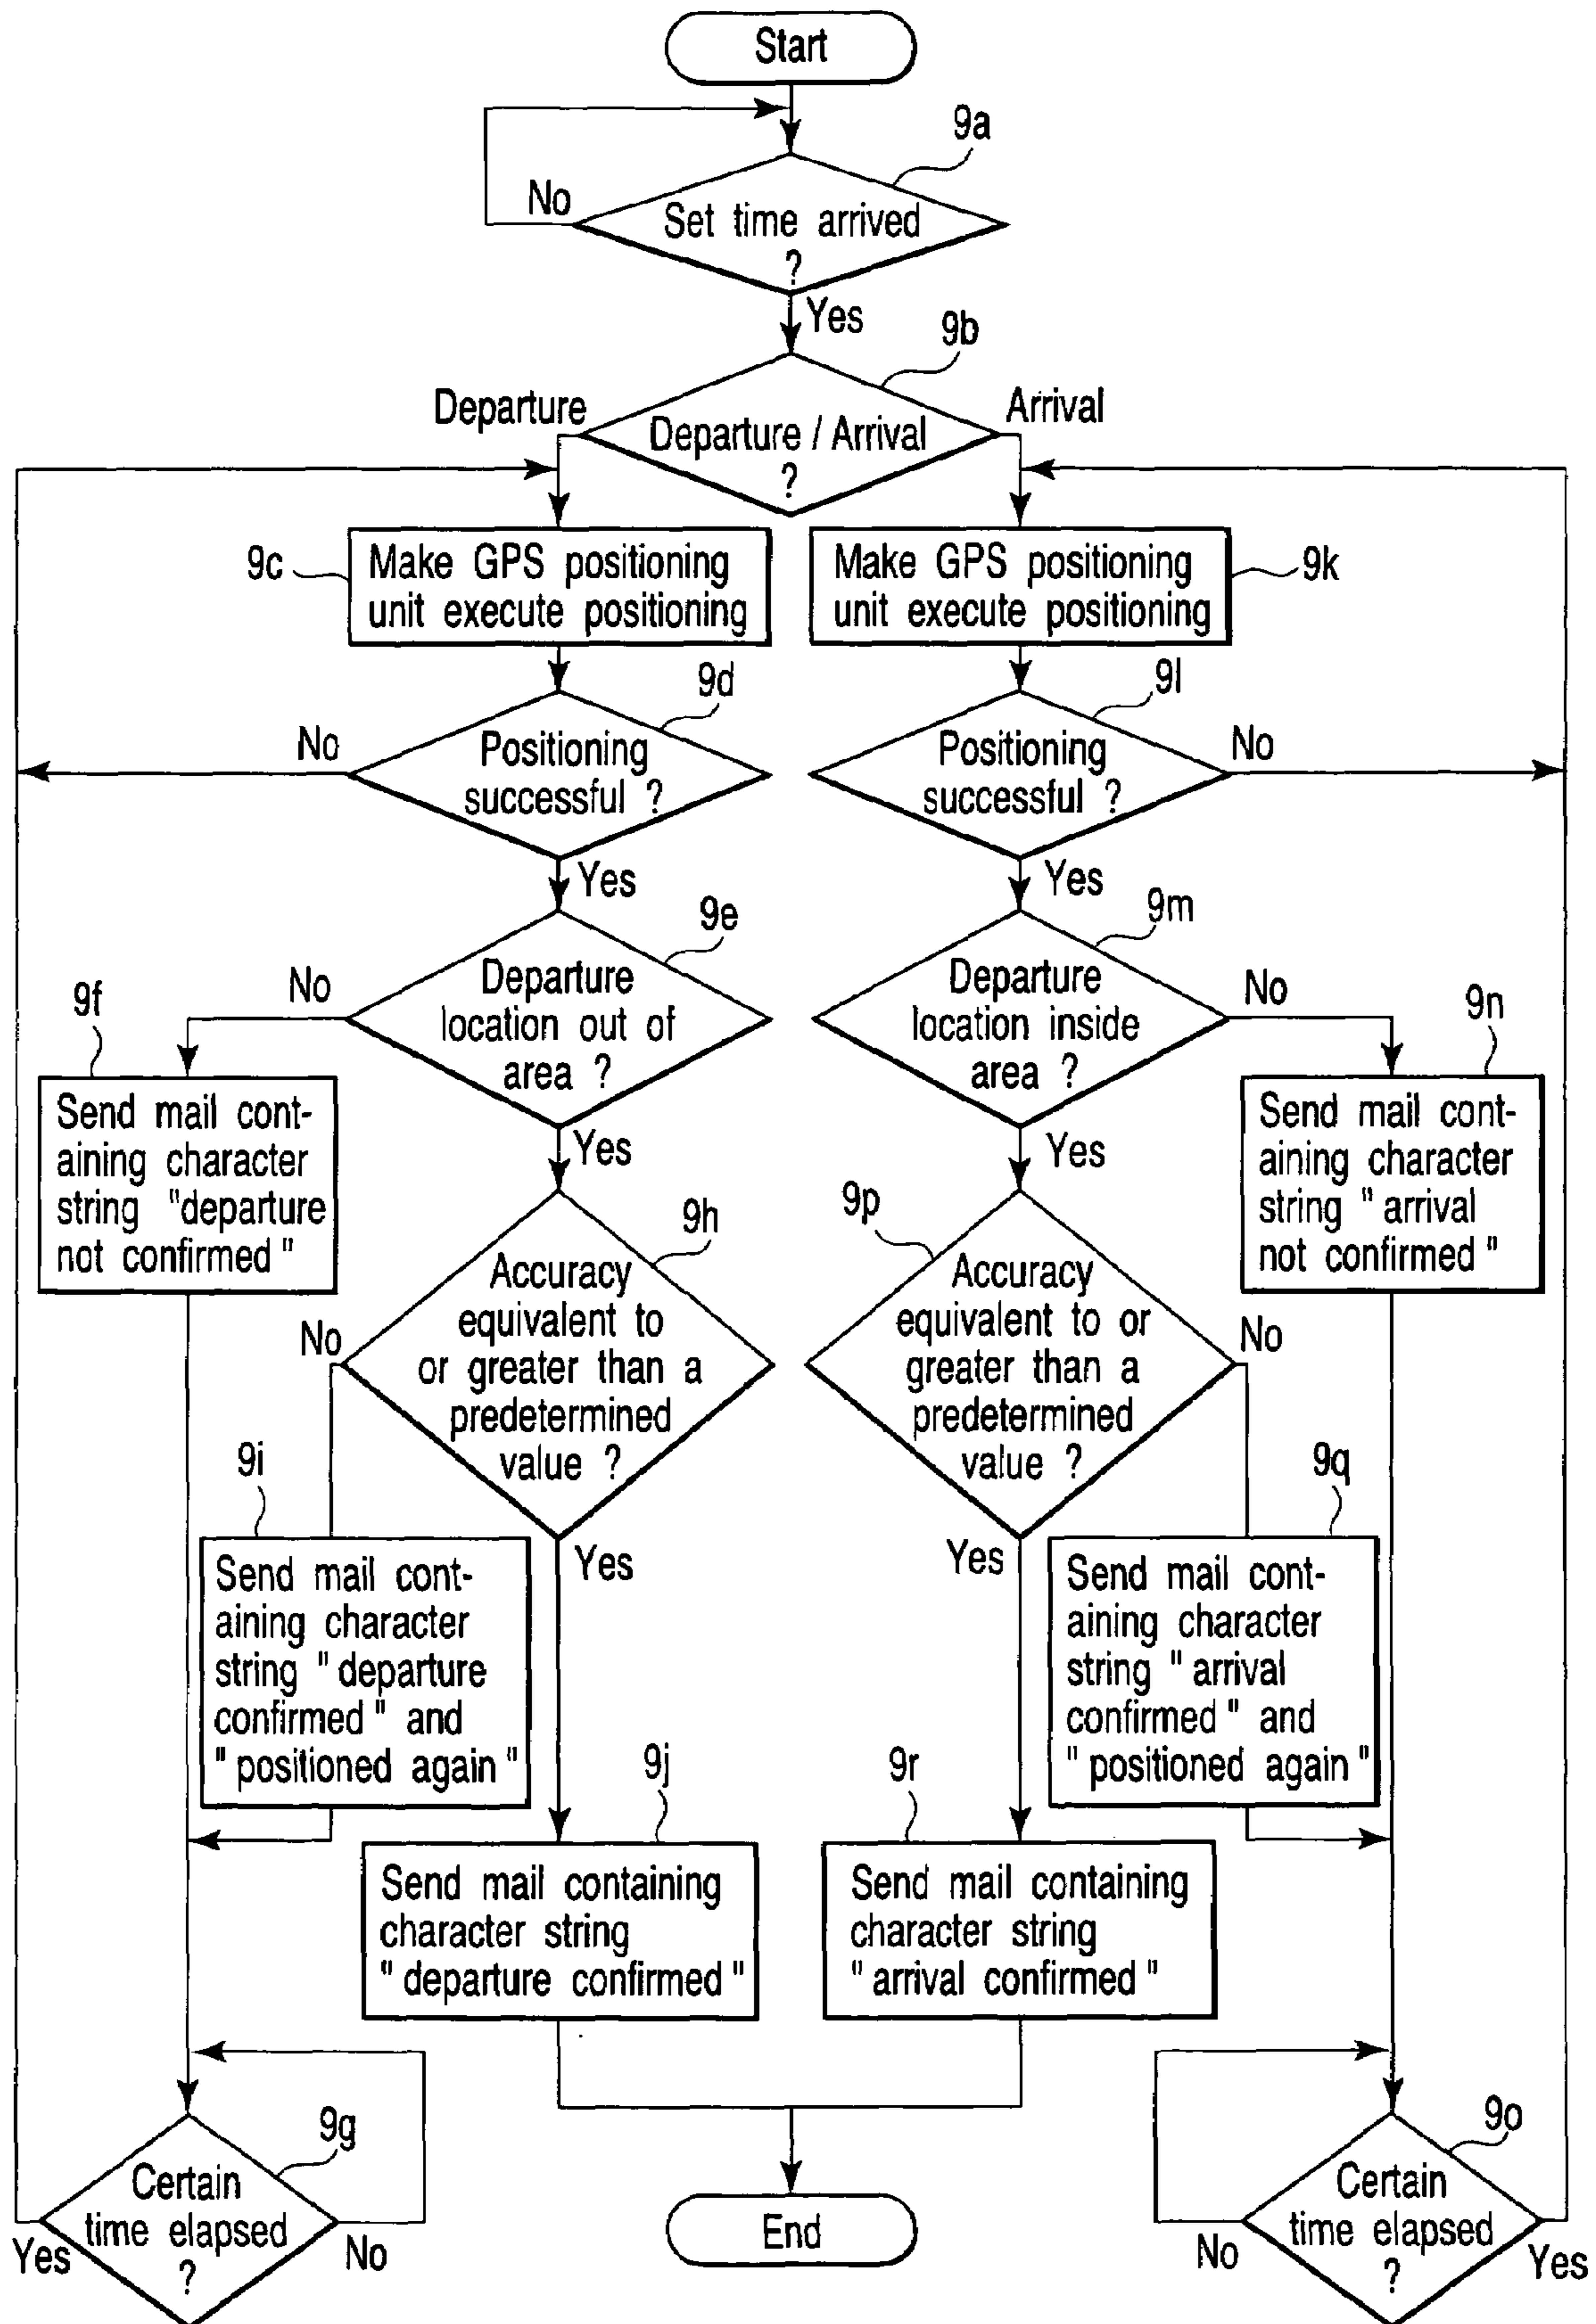 Start
9a
No
Set time arrived
?
Yes
9b
Departure
Arrival
Departure / Arrival
?
9c
Make GPS positioning
unit execute positioning
Make GPS positioning
unit execute positioning
9k
9d
9l
No
Positioning
successful ?
Positioning
successful ?
No
Yes
Yes
9e
9m
9f
No
Departure
location out of
area ?
Departure
location inside
area ?
No
9n
Send mail cont-
aining character
string "departure
not confirmed"
Yes
Yes
Send mail cont-
aining character
string "arrival
not confirmed"
9h
9p
No
Accuracy
equivalent to
or greater than a
predetermined
value ?
Accuracy
equivalent to or
greater than a
predetermined
value ?
No
9i
9q
Yes
Yes
Send mail cont-
aining character
string "departure
confirmed" and
"positioned again"
Send mail cont-
aining character
string "arrival
confirmed" and
"positioned again"
9j
9r
Send mail containing
character string
"departure confirmed"
Send mail containing
character string
"arrival confirmed"
9g
9o
Certain
time elapsed
?
Yes
No
End
Certain
time elapsed
?
No
Yes